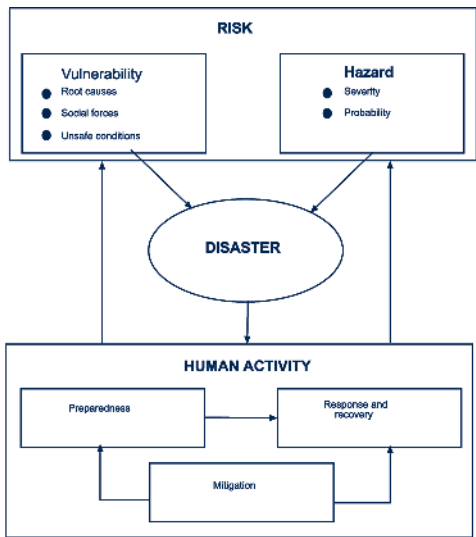 RISK
Vulnerability
Root causes
Social forces
Unsafe conditions
Hazard
Severity
Probability
DISASTER
HUMAN ACTIVITY
Preparedness
Response and
recovery
Mitigation